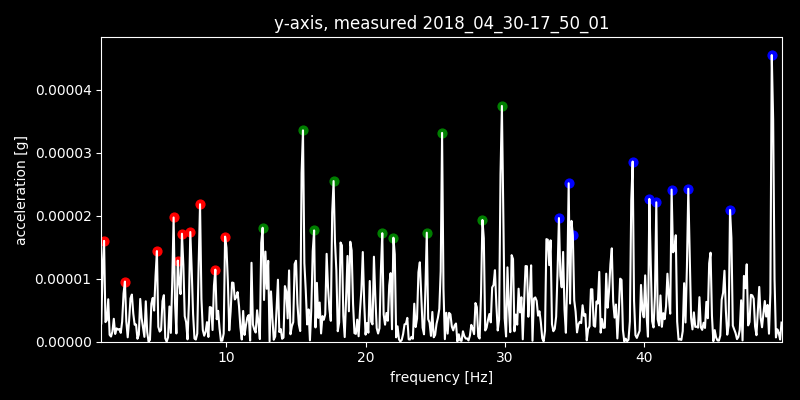 y-axis, measured 2018_04_30-17_50_01
0.00004
0.00003
0.00002
0.00001
0.00000
acceleration [g]
10 20 30 40
frequency [Hz]